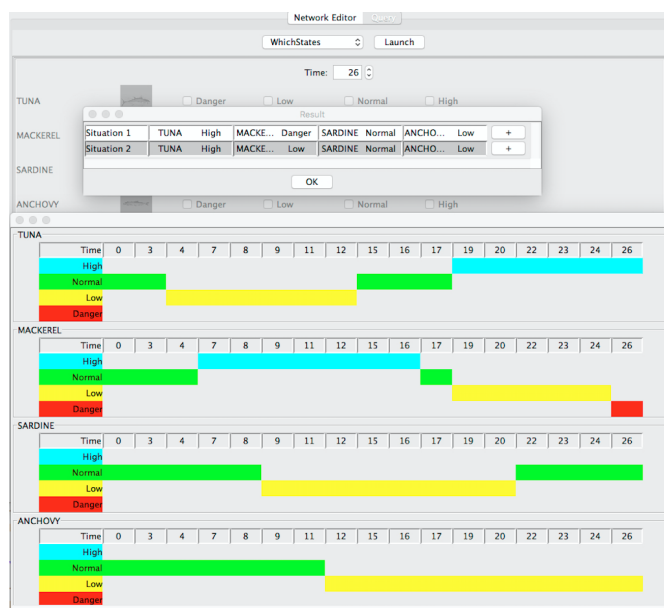 Network Editor Query
WhichStates Launch
Time: 26
TUNA Danger Low Normal High
Result
MACKEREL Situation 1 TUNA High MACKE... Danger SARDINE Normal ANCHO... Low +
Situation 2 TUNA High MACKE... Low SARDINE Normal ANCHO... Low +
SARDINE
OK
ANCHOVY Danger Low Normal High
TUNA
Time 0 3 4 7 8 9 11 12 15 16 17 19 20 22 23 24 26
High
Normal
Low
Danger
MACKEREL
Time 0 3 4 7 8 9 11 12 15 16 17 19 20 22 23 24 26
High
Normal
Low
Danger
SARDINE
Time 0 3 4 7 8 9 11 12 15 16 17 19 20 22 23 24 26
High
Normal
Low
Danger
ANCHOVY
Time 0 3 4 7 8 9 11 12 15 16 17 19 20 22 23 24 26
High
Normal
Low
Danger